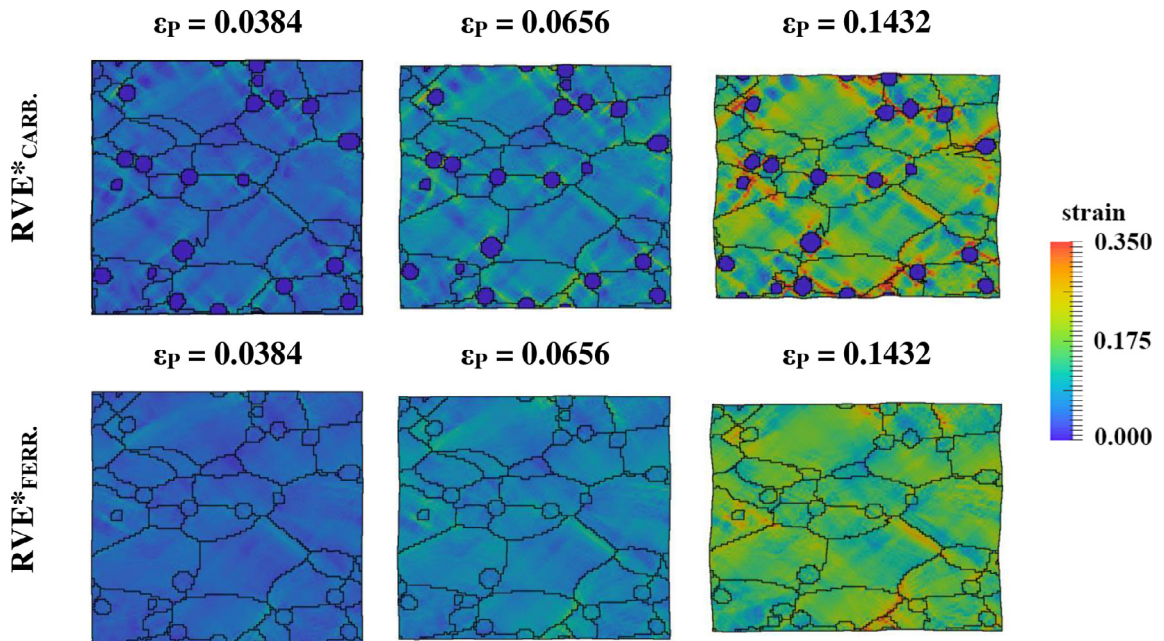 εP = 0.0384 εP = 0.0656 εP = 0.1432
RVE*CARB.
strain
0.350
0.175
0.000
εP = 0.0384 εP = 0.0656 εP = 0.1432
RVE*FERR.